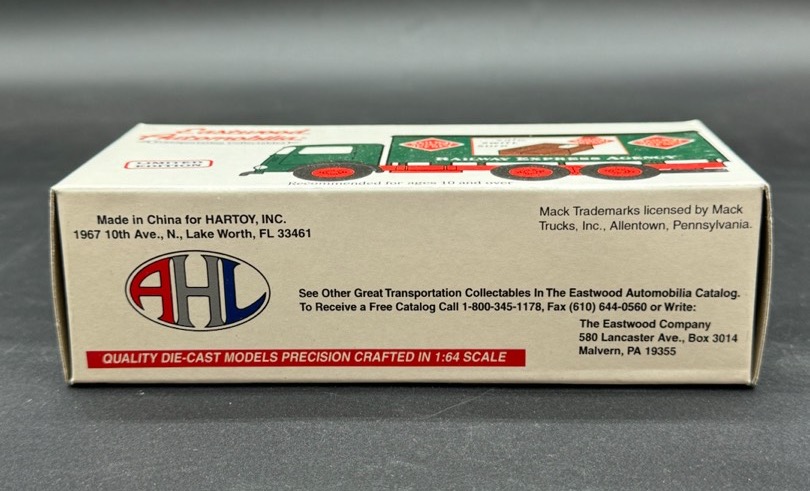 Eastwood
Automobilia
LIMITED
EDITION
RAILWAY EXPRESS AGENCY
Recommended for ages 10 and over
Made in China for HARTOY, INC.
1967 10th Ave., N., Lake Worth, FL 33461
Mack Trademarks licensed by Mack
Trucks, Inc., Allentown, Pennsylvania.
AHL
See Other Great Transportation Collectables In The Eastwood Automobilia Catalog.
To Receive a Free Catalog Call 1-800-345-1178, Fax (610) 644-0560 or Write:
The Eastwood Company
580 Lancaster Ave., Box 3014
Malvern, PA 19355
QUALITY DIE-CAST MODELS PRECISION CRAFTED IN 1:64 SCALE